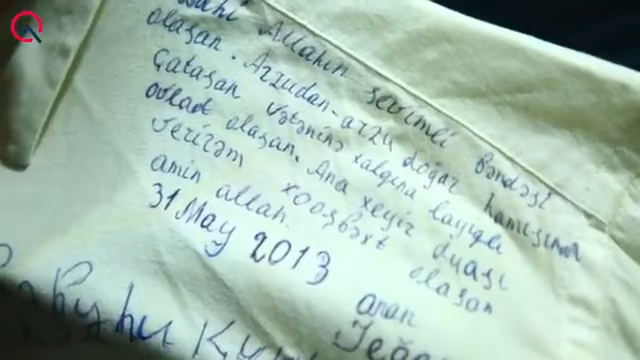 Allahın sevimli bəndəsi
olasan. Arzudan-arzu doğar hamısına
Çatasan vətəninə xalqına layiqli
övlad olasan. Ana xeyir duası
verirəm xoşbəxt olasan
amin allah.
31 May 2013
anan